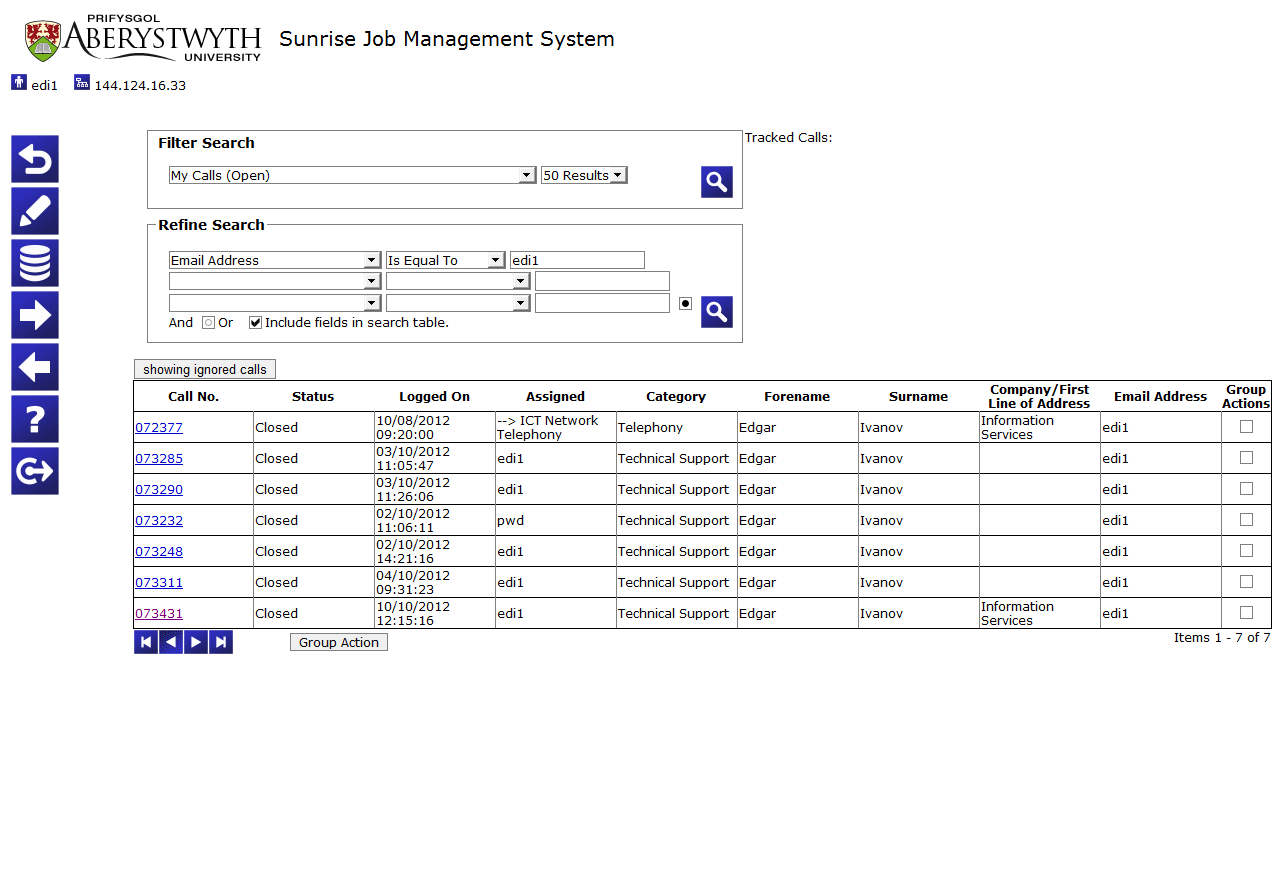 PRIFYSGOL
ABERYSTWYTH
UNIVERSITY
Sunrise Job Management System
edi1 144.124.16.33
Filter Search
Tracked Calls:
My Calls (Open) 50 Results
Refine Search
Email Address Is Equal To edi1
And Or Include fields in search table.
showing ignored calls
Call No. Status Logged On Assigned Category Forename Surname Company/First Line of Address Email Address Group Actions
072377 Closed 10/08/2012 09:20:00 --> ICT Network Telephony Telephony Edgar Ivanov Information Services edi1
073285 Closed 03/10/2012 11:05:47 edi1 Technical Support Edgar Ivanov edi1
073290 Closed 03/10/2012 11:26:06 edi1 Technical Support Edgar Ivanov edi1
073232 Closed 02/10/2012 11:06:11 pwd Technical Support Edgar Ivanov edi1
073248 Closed 02/10/2012 14:21:16 edi1 Technical Support Edgar Ivanov edi1
073311 Closed 04/10/2012 09:31:23 edi1 Technical Support Edgar Ivanov edi1
073431 Closed 10/10/2012 12:15:16 edi1 Technical Support Edgar Ivanov Information Services edi1
Group Action
Items 1 - 7 of 7